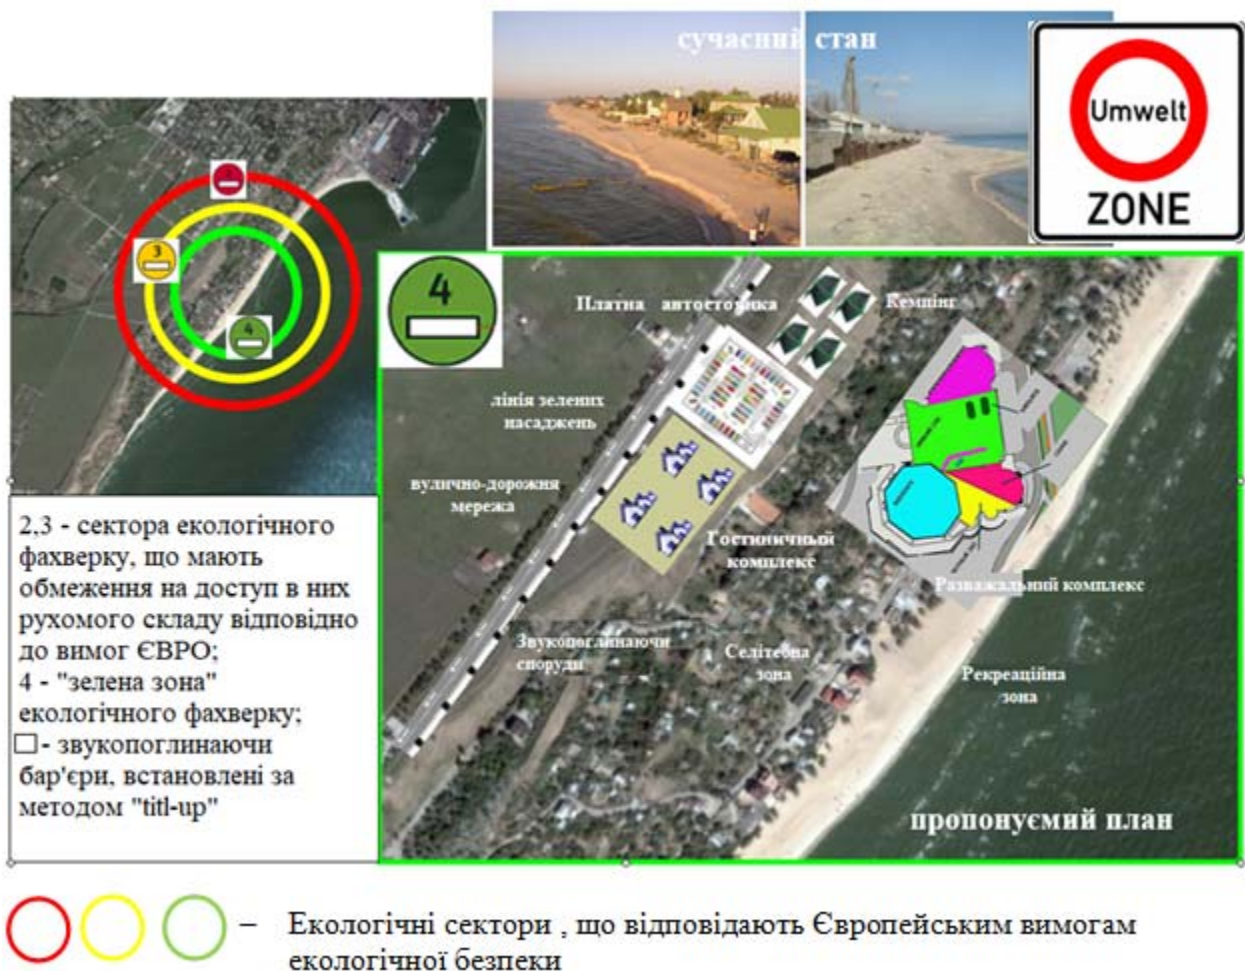 сучасний стан
Umwelt
ZONE
3
4
4
Платна автостоянка
Кемпінг
лінія зелених
насаджень
вулично-дорожня
мережа
Гостиничный
комплекс
Разважальний комплекс
Звукопоглинаючи
споруди
Селітебна
зона
Рекреаційна
зона
пропонуємий план
2,3 - сектора екологічного
фахверку, що мають
обмеження на доступ в них
рухомого складу відповідно
до вимог ЄВРО;
4 - "зелена зона"
екологічного фахверку;
- звукопоглинаючи
бар'єри, встановлені за
методом "titl-up"
– Екологічні сектори , що відповідають Європейським вимогам
екологічної безпеки